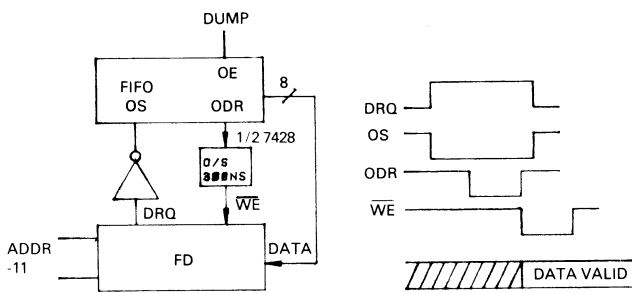 DUMP
OE
FIFO
OS
ODR
8
1/2 7428
O/S
300NS
WE
DRQ
ADDR
-11
FD
DATA
DRQ
OS
ODR
WE
DATA VALID